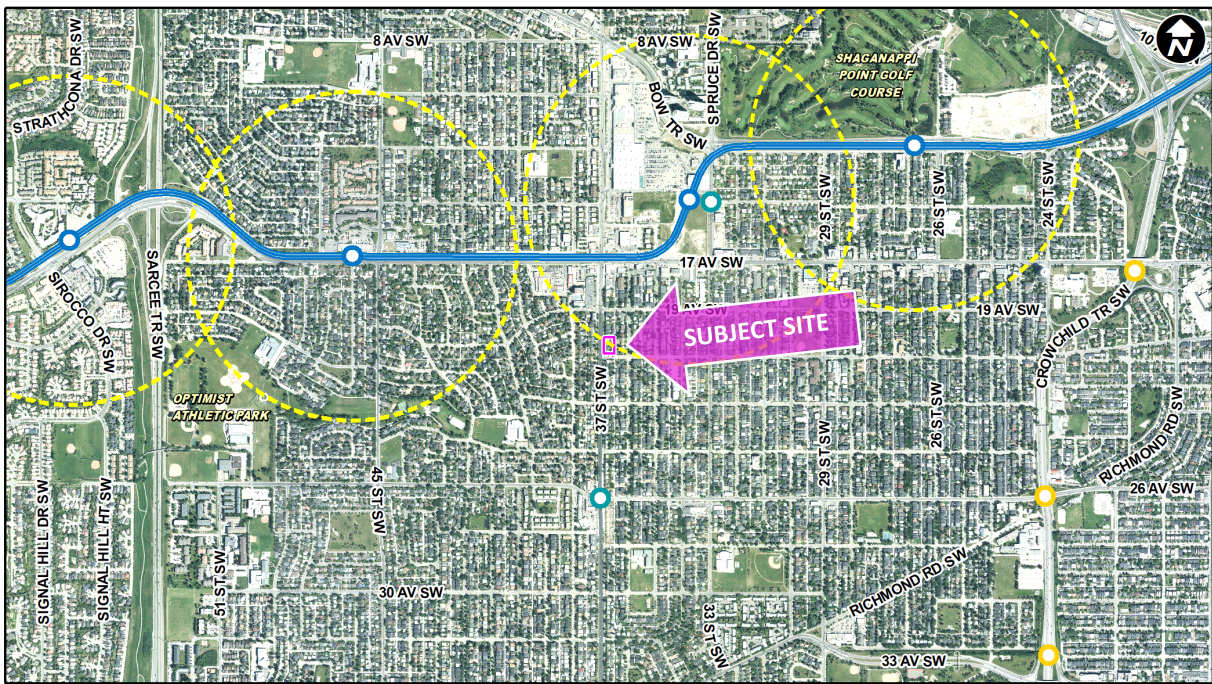 8 AV SW
8 AV SW
SPRUCE DR SW
N
10
W
STRATHCONA DR SW
BOW TR SW
SHAGANAPPI
POINT GOLF
COURSE
29 ST SW
26 ST SW
24 ST SW
17 AV SW
SIROCCO DR SW
SARCEE TR SW
19 AV SW
19 AV SW
CROWCHILD TR SW
SUBJECT SITE
OPTIMIST
ATHLETIC PARK
37 ST SW
26 ST SW
29 ST SW
RICHMOND RD SW
26 AV SW
45 ST SW
SIGNAL HILL DR SW
SIGNAL HT SW
51 ST SW
30 AV SW
RICHMOND RD SW
33 ST SW
33 AV SW